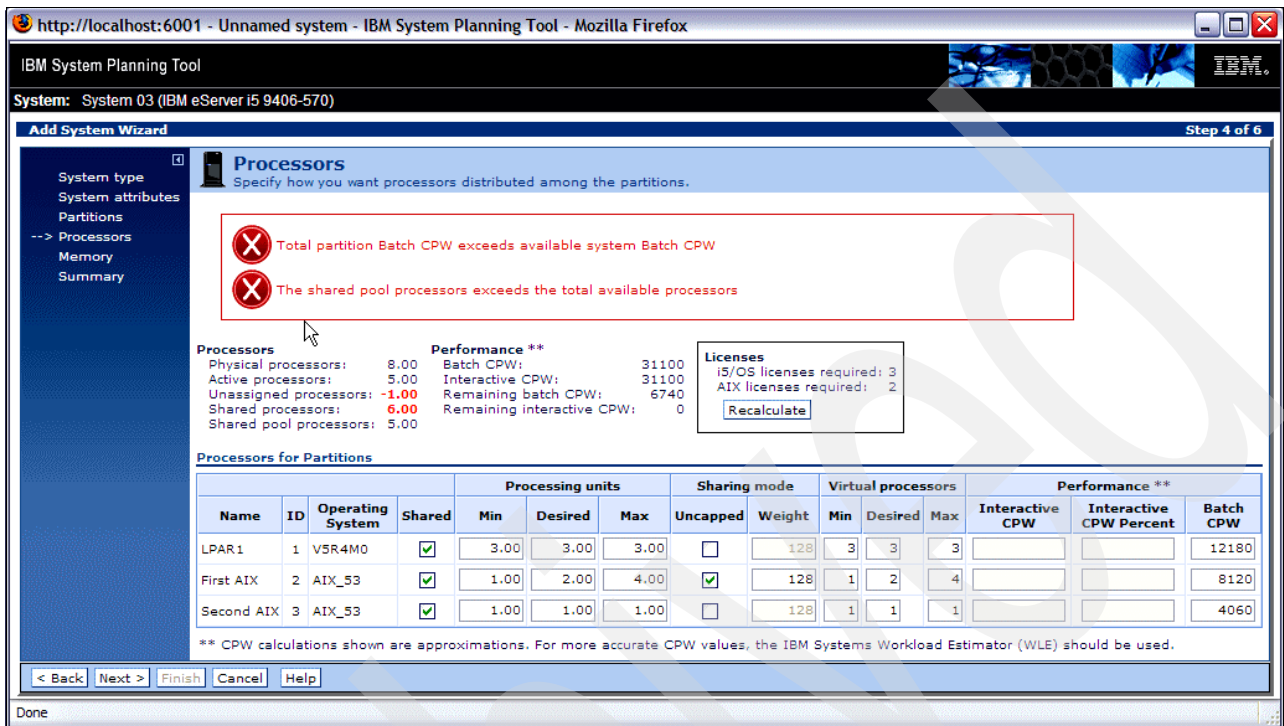 http://localhost:6001 - Unnamed system - IBM System Planning Tool - Mozilla Firefox
IBM System Planning Tool
IBM.
System: System 03 (IBM eServer i5 9406-570)
Add System Wizard Step 4 of 6
System type
System attributes
Partitions
--> Processors
Memory
Summary
Processors
Specify how you want processors distributed among the partitions.
Total partition Batch CPW exceeds available system Batch CPW
The shared pool processors exceeds the total available processors
Processors
Physical processors: 8.00
Active processors: 5.00
Unassigned processors: -1.00
Shared processors: 6.00
Shared pool processors: 5.00
Performance **
Batch CPW: 31100
Interactive CPW: 31100
Remaining batch CPW: 6740
Remaining interactive CPW: 0
Licenses
i5/OS licenses required: 3
AIX licenses required: 2
Recalculate
Processors for Partitions
Processing units Sharing mode Virtual processors Performance **
Name ID Operating System Shared Min Desired Max Uncapped Weight Min Desired Max Interactive CPW Interactive CPW Percent Batch CPW
LPAR1 1 V5R4M0 3.00 3.00 3.00 128 3 3 3 12180
First AIX 2 AIX_53 1.00 2.00 4.00 128 1 2 4 8120
Second AIX 3 AIX_53 1.00 1.00 1.00 128 1 1 1 4060
** CPW calculations shown are approximations. For more accurate CPW values, the IBM Systems Workload Estimator (WLE) should be used.
< Back Next > Finish Cancel Help
Done